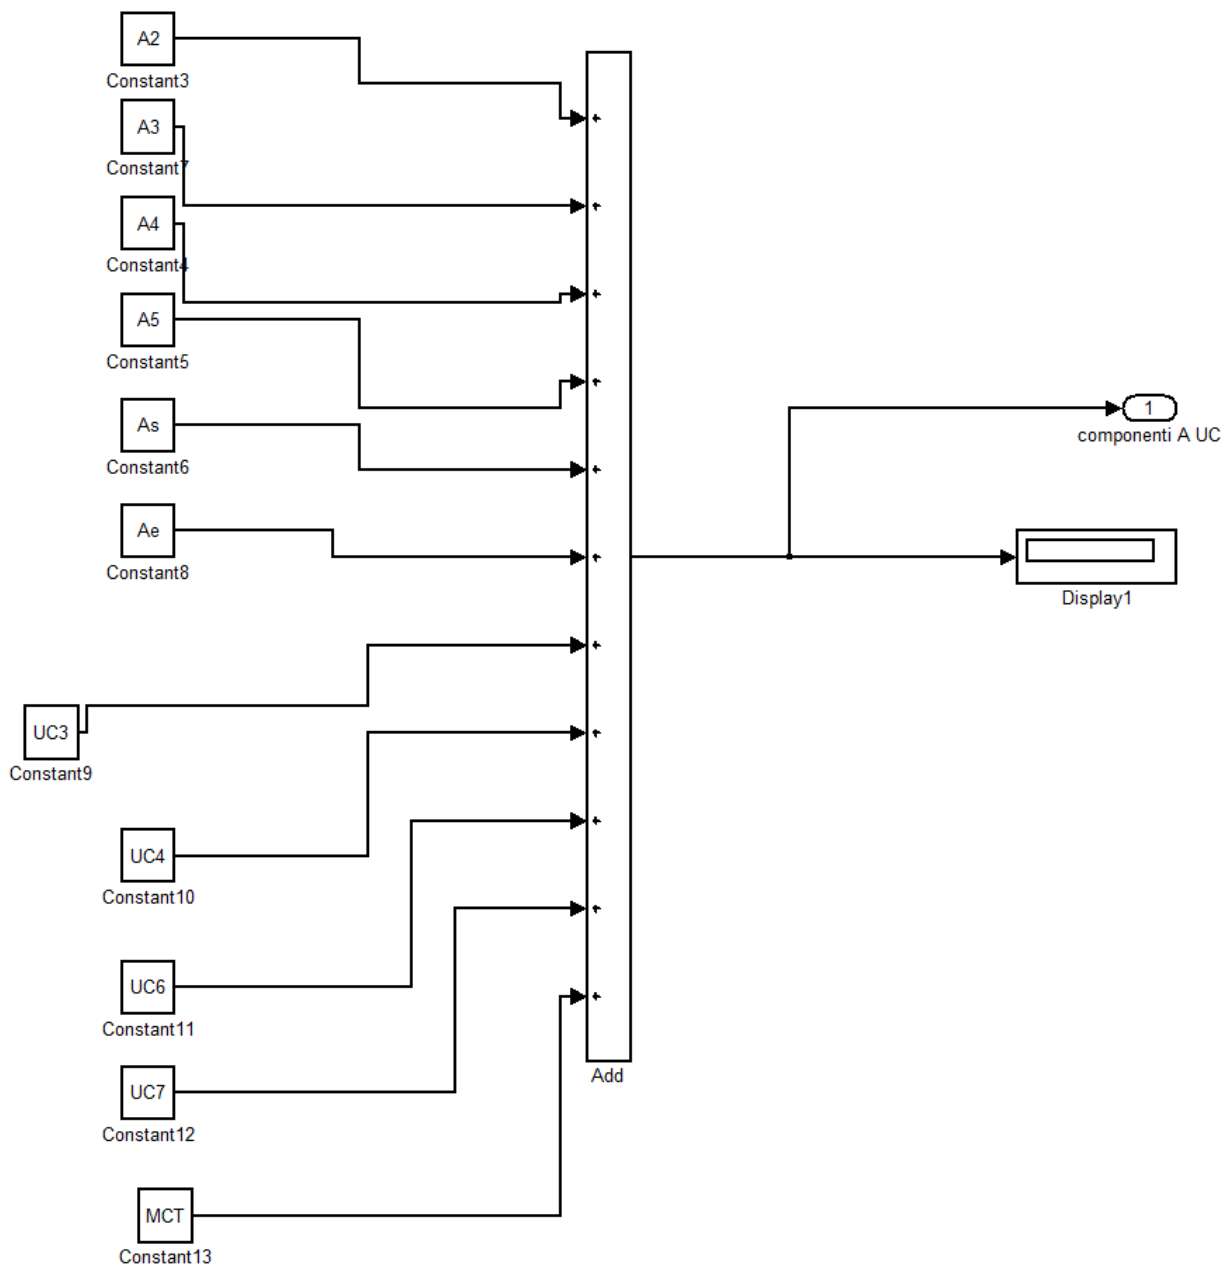 A2
Constant3
A3
Constant7
A4
Constant4
A5
Constant5
As
Constant6
Ae
Constant8
UC3
Constant9
UC4
Constant10
UC6
Constant11
UC7
Constant12
MCT
Constant13
+
+
+
+
+
+
+
+
+
+
+
Add
1
componenti A UC
Display1